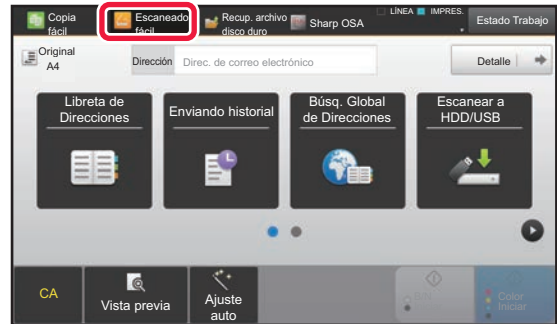 Copia
fácil
Escaneado
fácil
Recup. archivo
disco duro
Sharp OSA
LÍNEA
IMPRES.
Estado Trabajo
Original
A4
Dirección
Direc. de correo electrónico
Detalle
Libreta de
Direcciones
Enviando historial
Búsq. Global
de Direcciones
Escanear a
HDD/USB
CA
Vista previa
Ajuste
auto
Color
Iniciar